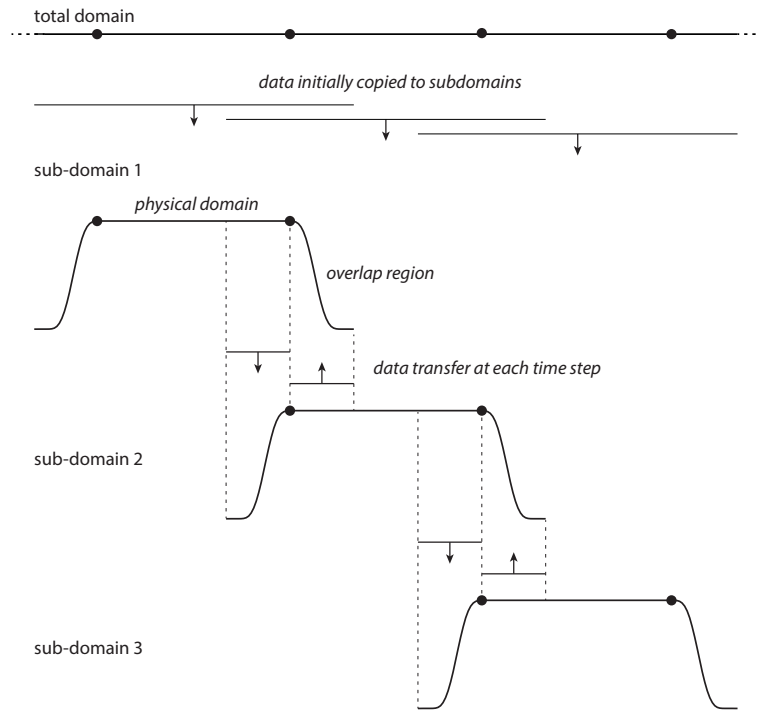 total domain
data initially copied to subdomains
sub-domain 1
physical domain
overlap region
data transfer at each time step
sub-domain 2
sub-domain 3